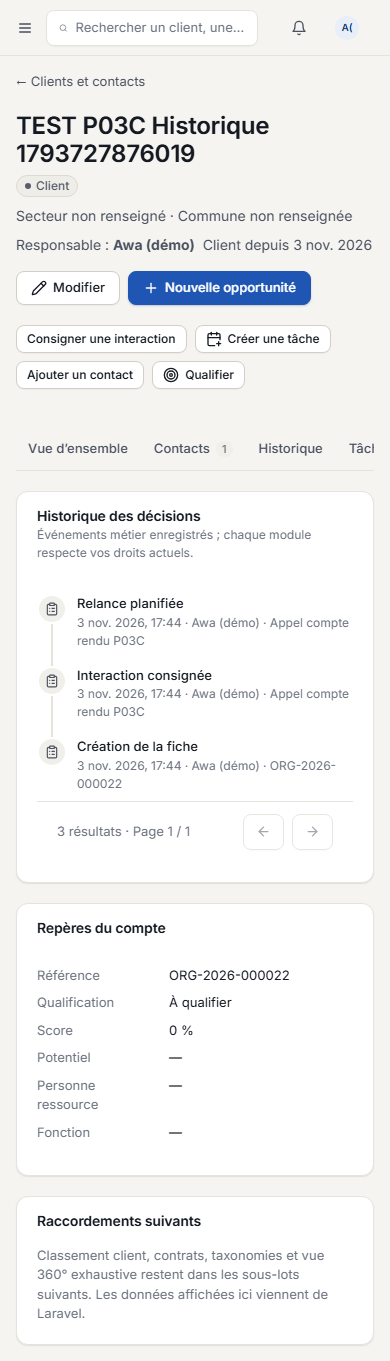 Rechercher un client, une...
A(
← Clients et contacts
TEST P03C Historique
1793727876019
Client
Secteur non renseigné · Commune non renseignée
Responsable : Awa (démo) Client depuis 3 nov. 2026
Modifier
Nouvelle opportunité
Consigner une interaction
Créer une tâche
Ajouter un contact
Qualifier
Vue d’ensemble Contacts 1 Historique Tâch
Historique des décisions
Événements métier enregistrés ; chaque module
respecte vos droits actuels.
Relance planifiée
3 nov. 2026, 17:44 · Awa (démo) · Appel compte
rendu P03C
Interaction consignée
3 nov. 2026, 17:44 · Awa (démo) · Appel compte
rendu P03C
Création de la fiche
3 nov. 2026, 17:44 · Awa (démo) · ORG-2026-
000022
3 résultats · Page 1 / 1
Repères du compte
Référence ORG-2026-000022
Qualification À qualifier
Score 0 %
Potentiel —
Personne —
ressource
Fonction —
Raccordements suivants
Classement client, contrats, taxonomies et vue
360° exhaustive restent dans les sous-lots
suivants. Les données affichées ici viennent de
Laravel.